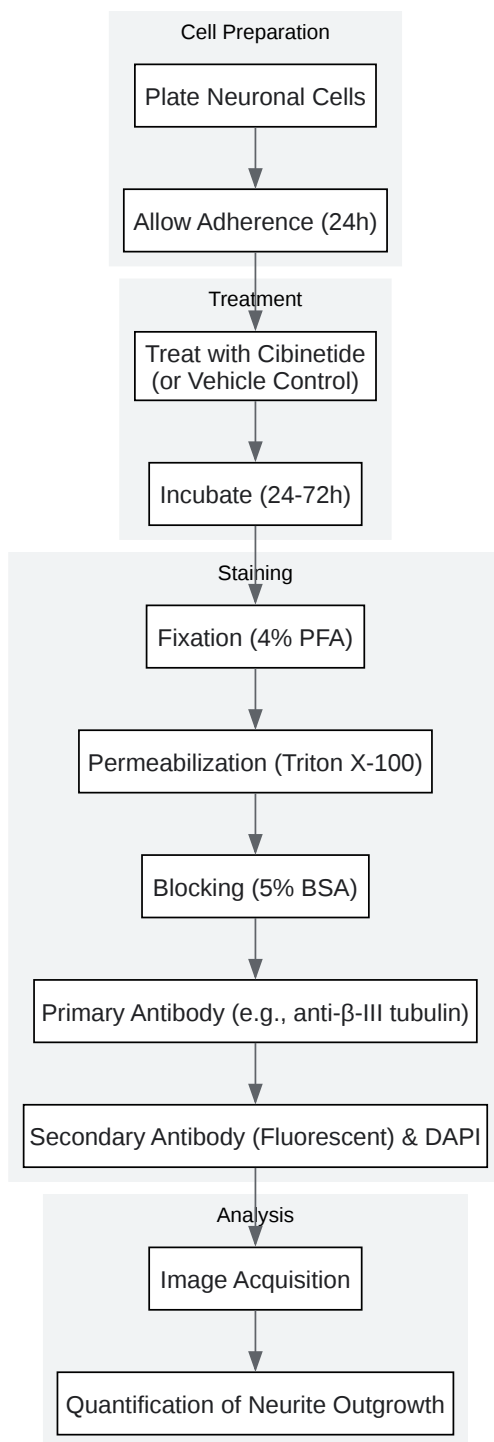 Cell Preparation
Plate Neuronal Cells
Allow Adherence (24h)
Treatment
Treat with Cibinetide
(or Vehicle Control)
Incubate (24-72h)
Staining
Fixation (4% PFA)
Permeabilization (Triton X-100)
Blocking (5% BSA)
Primary Antibody (e.g., anti-β-III tubulin)
Secondary Antibody (Fluorescent) & DAPI
Analysis
Image Acquisition
Quantification of Neurite Outgrowth